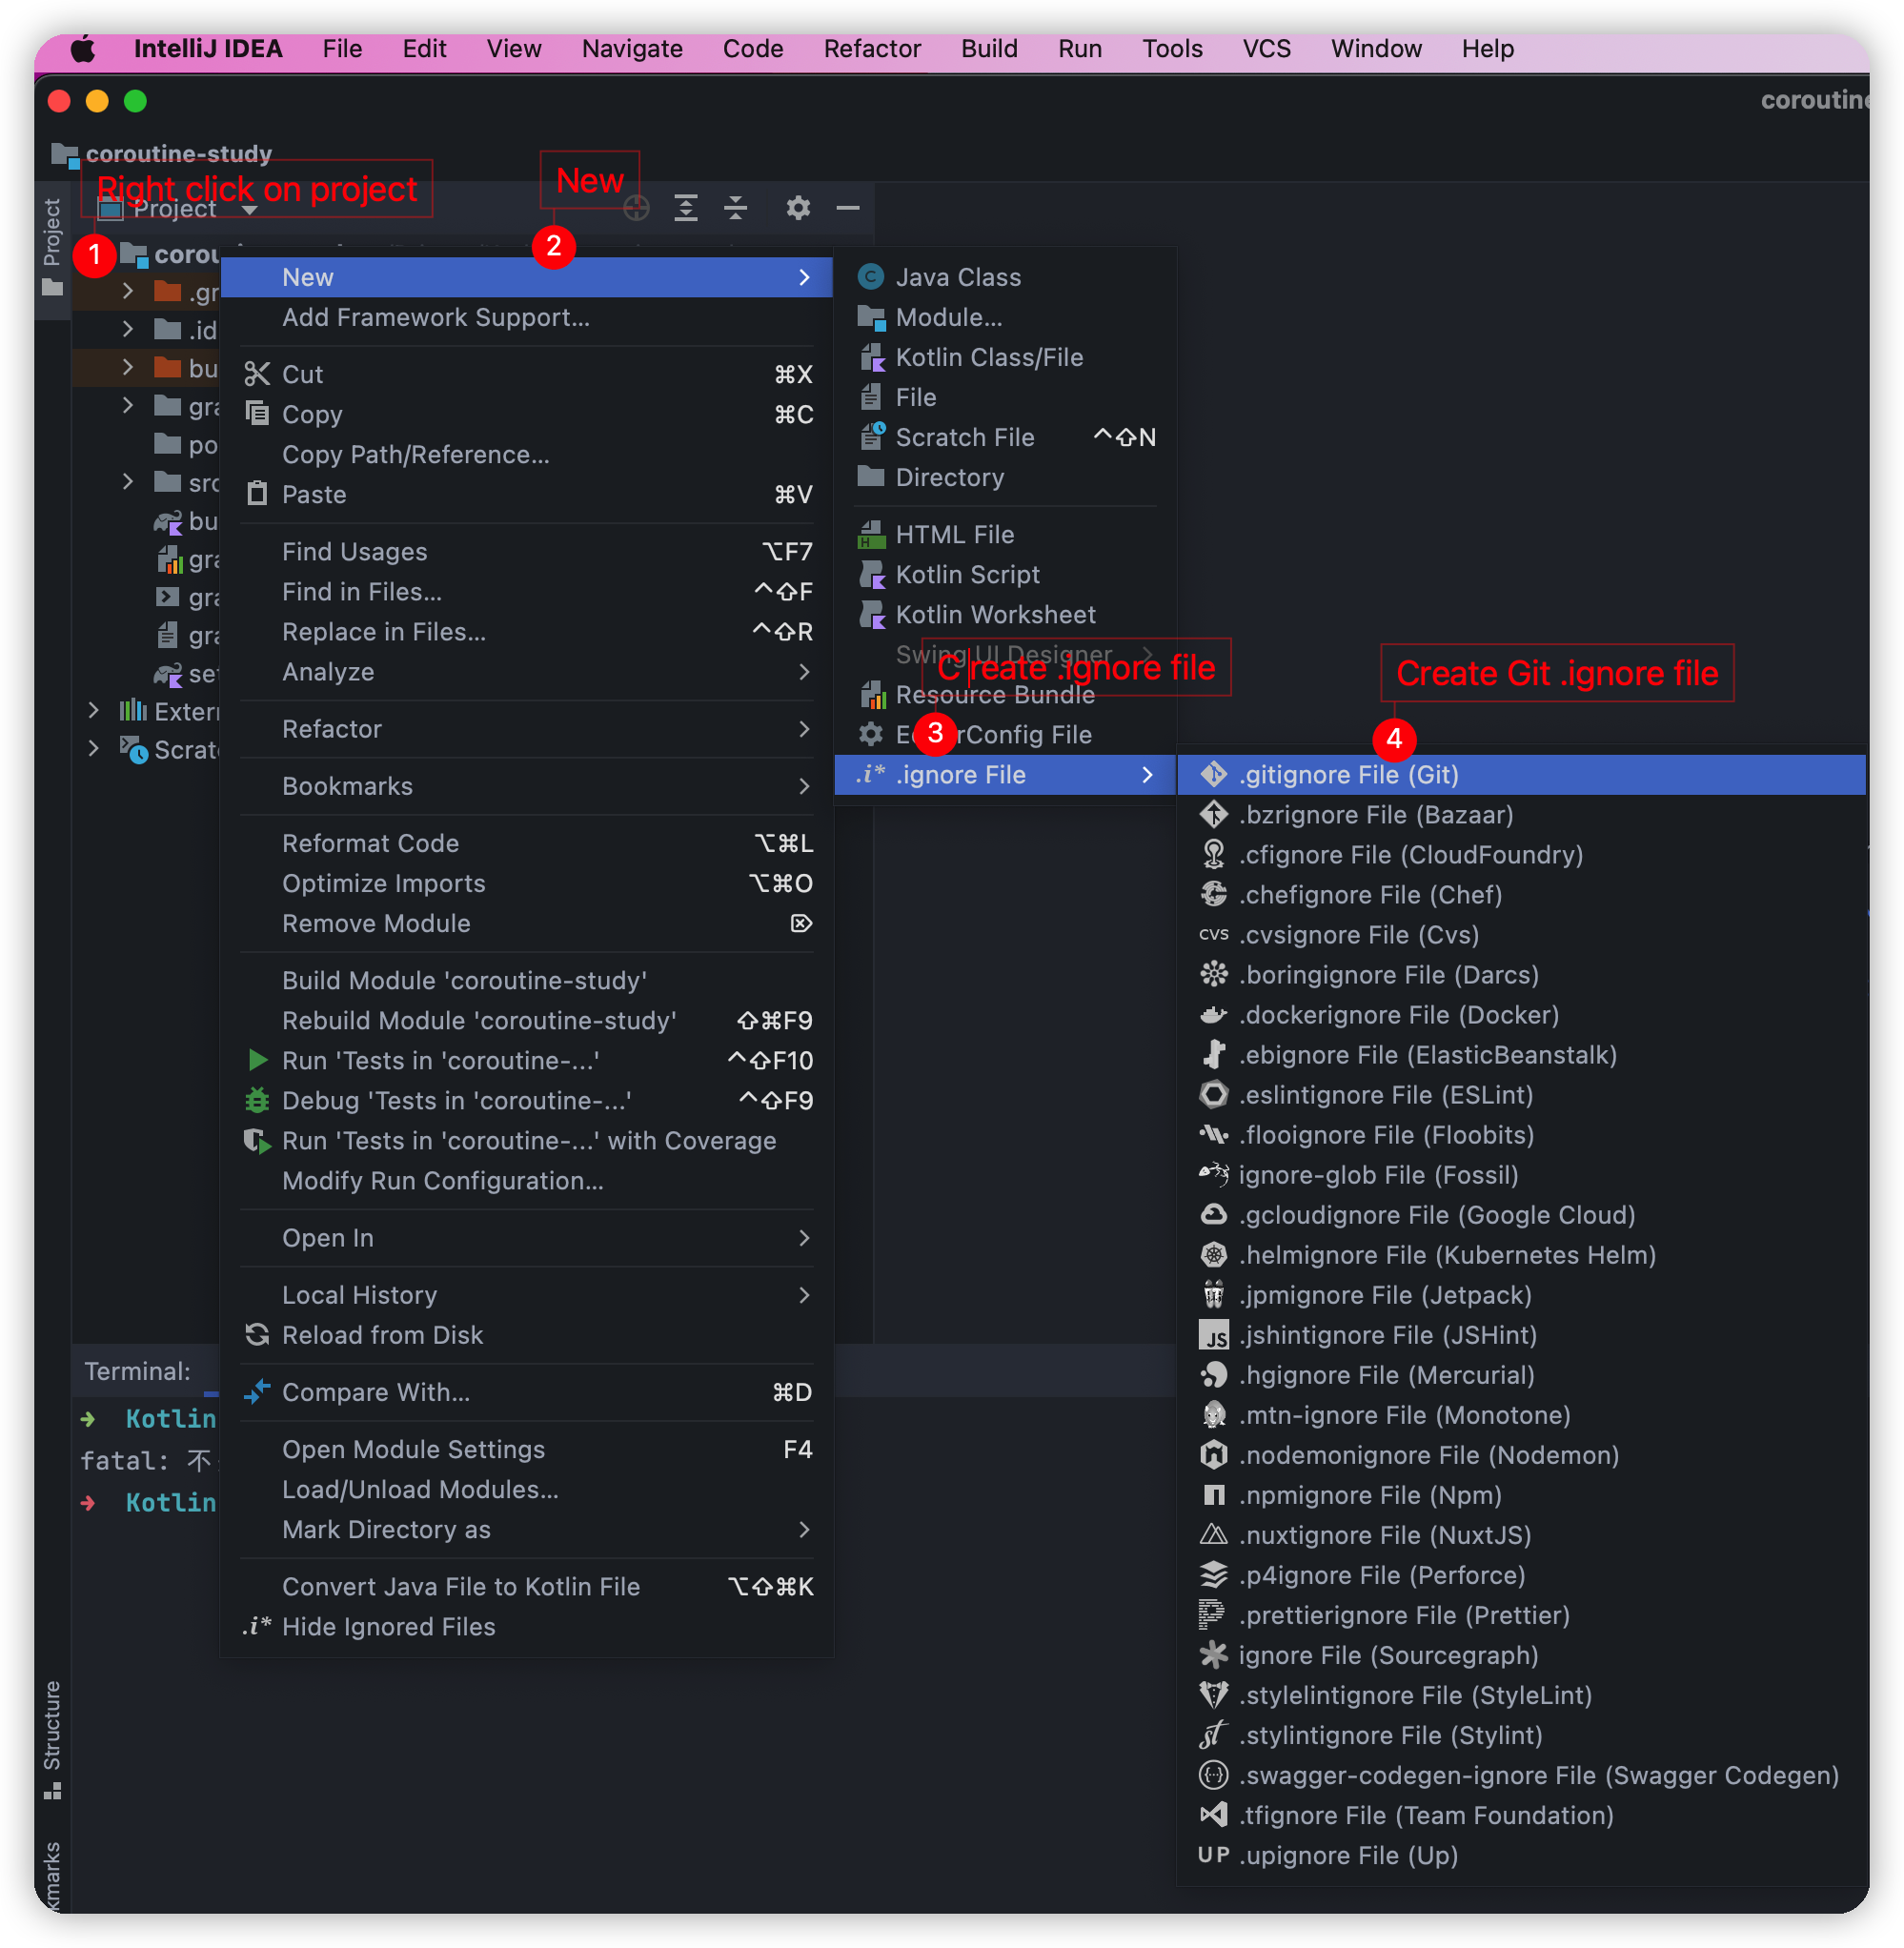 IntelliJ IDEA File Edit View Navigate Code Refactor Build Run Tools VCS Window Help
coroutine
coroutine-study
Right click on project
New
Project
Project
1
2
corou
.gr
.id
bu
gra
po
src
bu
gra
gra
gra
set
Exter
Scrat
New
Add Framework Support...
Cut ⌘X
Copy ⌘C
Copy Path/Reference...
Paste ⌘V
Find Usages ⌥F7
Find in Files... ^⇧F
Replace in Files... ^⇧R
Analyze
Refactor
Bookmarks
Reformat Code ⌥⌘L
Optimize Imports ⌥⌘O
Remove Module ⌦
Build Module 'coroutine-study'
Rebuild Module 'coroutine-study' ⇧⌘F9
Run 'Tests in 'coroutine-...' ^⇧F10
Debug 'Tests in 'coroutine-...' ^⇧F9
Run 'Tests in 'coroutine-...' with Coverage
Modify Run Configuration...
Open In
Local History
Reload from Disk
Compare With... ⌘D
Open Module Settings F4
Load/Unload Modules...
Mark Directory as
Convert Java File to Kotlin File ⌥⇧⌘K
.i* Hide Ignored Files
Java Class
Module...
Kotlin Class/File
File
Scratch File ^⇧N
Directory
HTML File
Kotlin Script
Kotlin Worksheet
Swing UI Designer
Create .ignore file
Resource Bundle
3
EditorConfig File
.i* .ignore File
Create Git .ignore file
4
.gitignore File (Git)
.bzrignore File (Bazaar)
.cfignore File (CloudFoundry)
.chefignore File (Chef)
CVS .cvsignore File (Cvs)
.boringignore File (Darcs)
.dockerignore File (Docker)
.ebignore File (ElasticBeanstalk)
.eslintignore File (ESLint)
.flooignore File (Floobits)
ignore-glob File (Fossil)
.gcloudignore File (Google Cloud)
.helmignore File (Kubernetes Helm)
.jpmignore File (Jetpack)
JS .jshintignore File (JSHint)
.hgignore File (Mercurial)
.mtn-ignore File (Monotone)
.nodemonignore File (Nodemon)
.npmignore File (Npm)
.nuxtignore File (NuxtJS)
.p4ignore File (Perforce)
.prettierignore File (Prettier)
ignore File (Sourcegraph)
.stylelintignore File (StyleLint)
.stylintignore File (Stylint)
.swagger-codegen-ignore File (Swagger Codegen)
.tfignore File (Team Foundation)
UP .upignore File (Up)
Terminal:
➜ Kotlin
fatal: 不
➜ Kotlin
Structure
kmarks